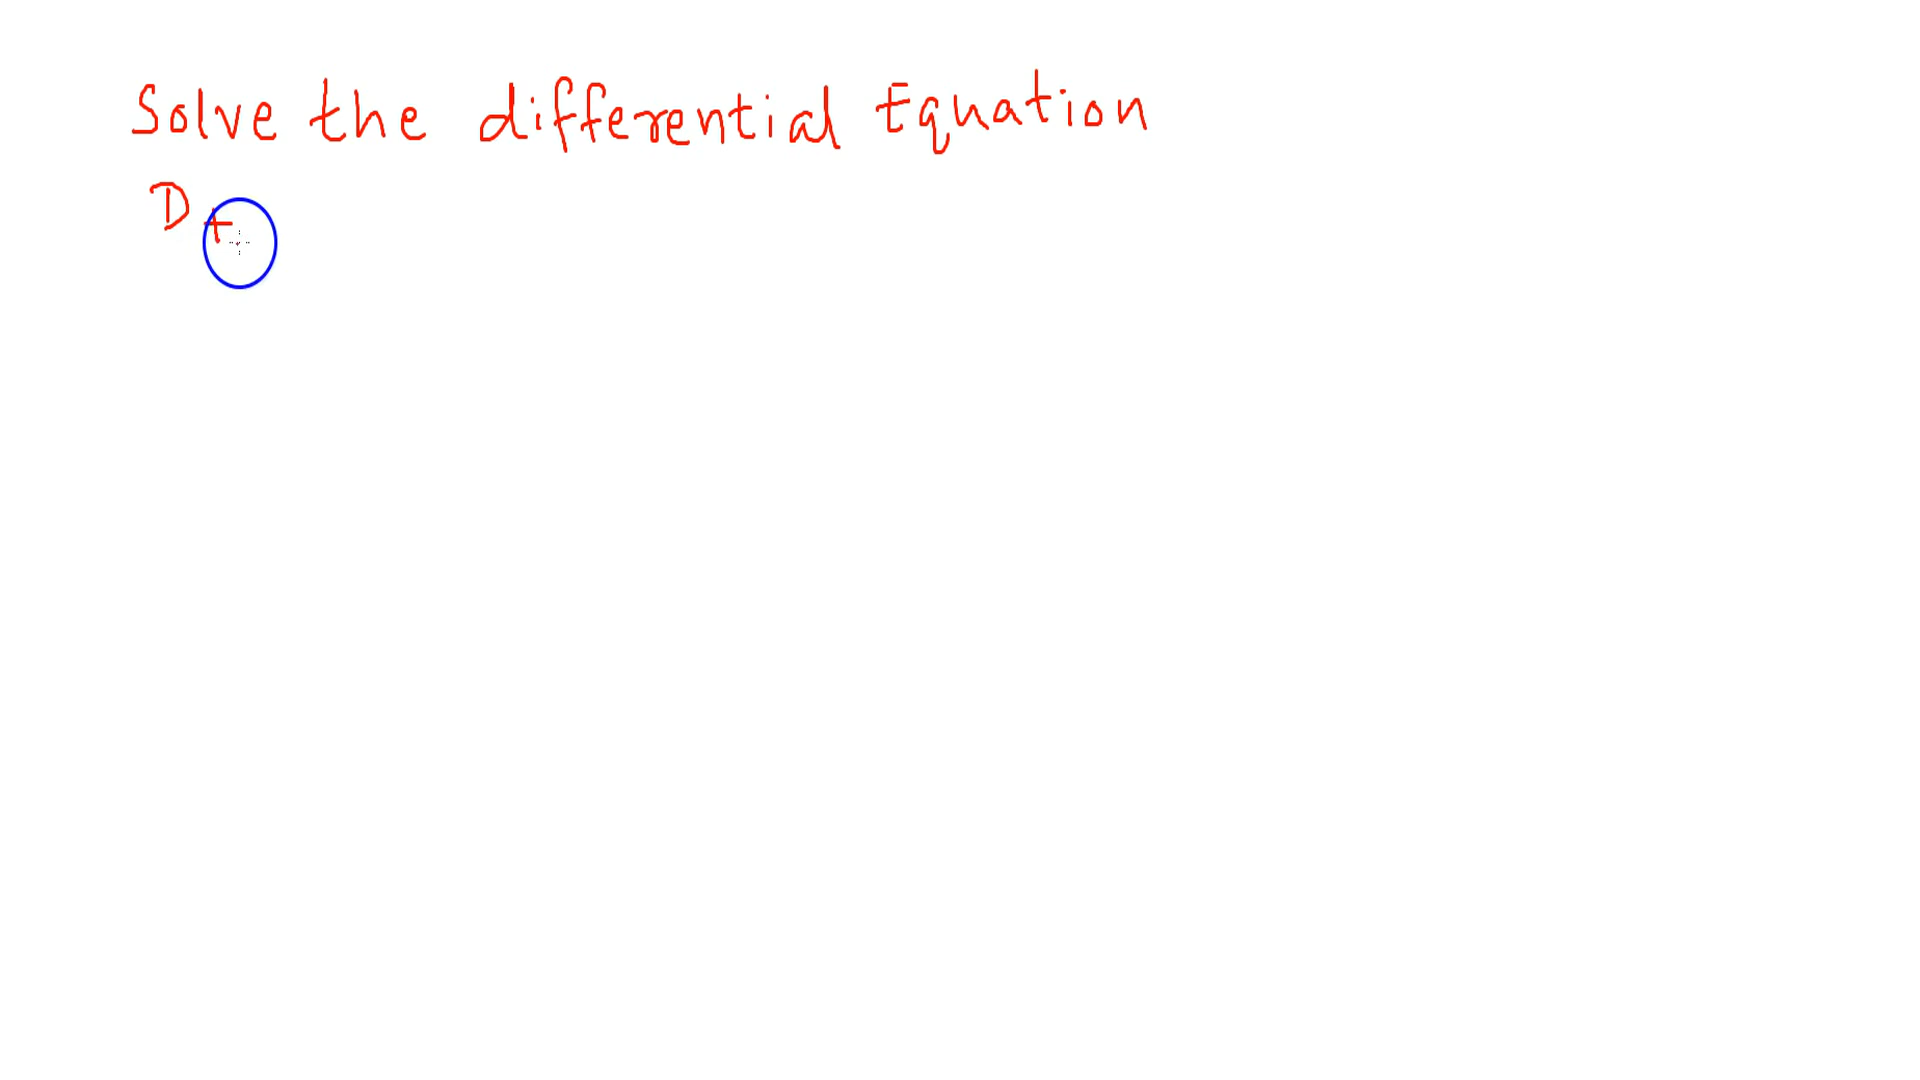 Solve the differential Equation
D+